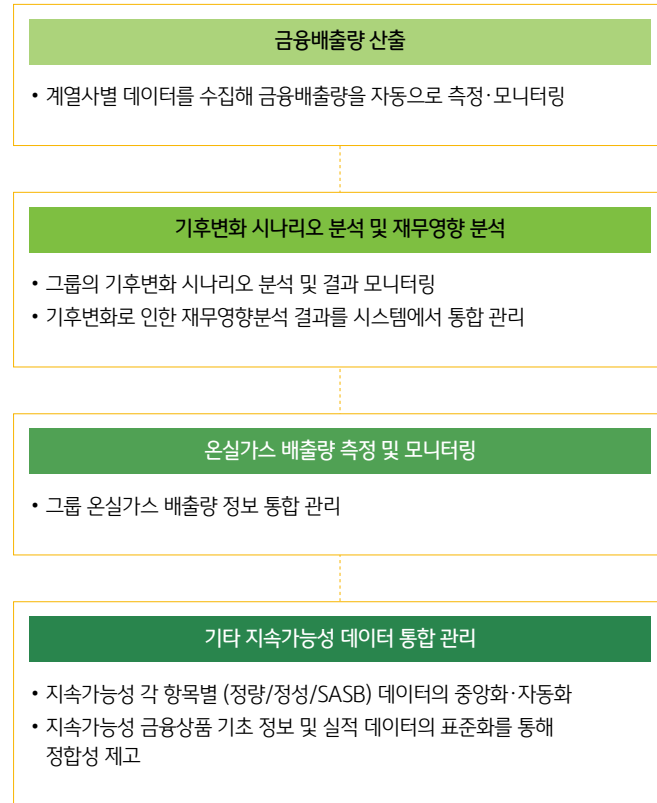 금융배출량 산출
• 계열사별 데이터를 수집해 금융배출량을 자동으로 측정·모니터링
기후변화 시나리오 분석 및 재무영향 분석
• 그룹의 기후변화 시나리오 분석 및 결과 모니터링
• 기후변화로 인한 재무영향분석 결과를 시스템에서 통합 관리
온실가스 배출량 측정 및 모니터링
• 그룹 온실가스 배출량 정보 통합 관리
기타 지속가능성 데이터 통합 관리
• 지속가능성 각 항목별 (정량/정성/SASB) 데이터의 중앙화·자동화
• 지속가능성 금융상품 기초 정보 및 실적 데이터의 표준화를 통해
정합성 제고